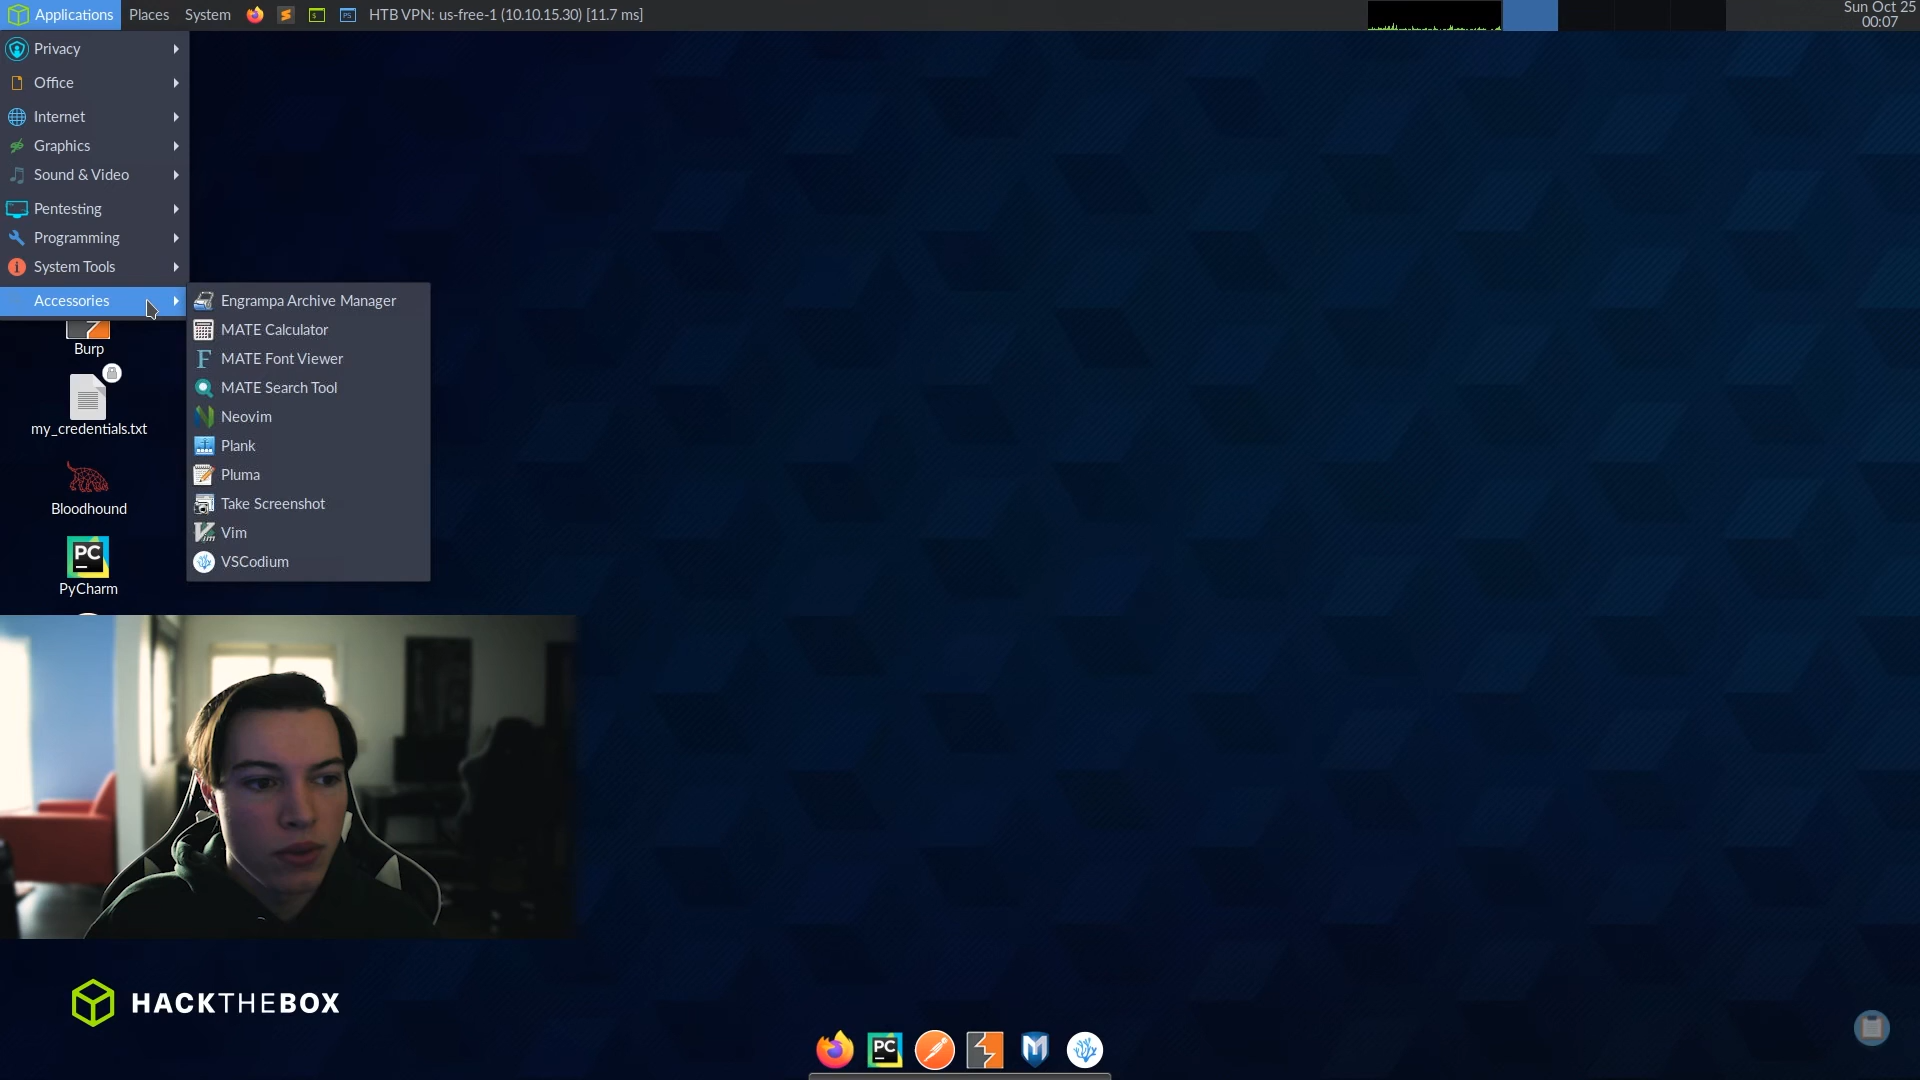 Applications Places System HTB VPN: us-free-1 (10.10.15.30) [11.7 ms] Sun Oct 25
00:07
Privacy
Office
Internet
Graphics
Sound & Video
Pentesting
Programming
System Tools
Accessories
Engrampa Archive Manager
MATE Calculator
MATE Font Viewer
MATE Search Tool
Neovim
Plank
Pluma
Take Screenshot
Vim
VSCodium
Burp
my_credentials.txt
Bloodhound
PC
PyCharm
HACKTHEBOX
PC